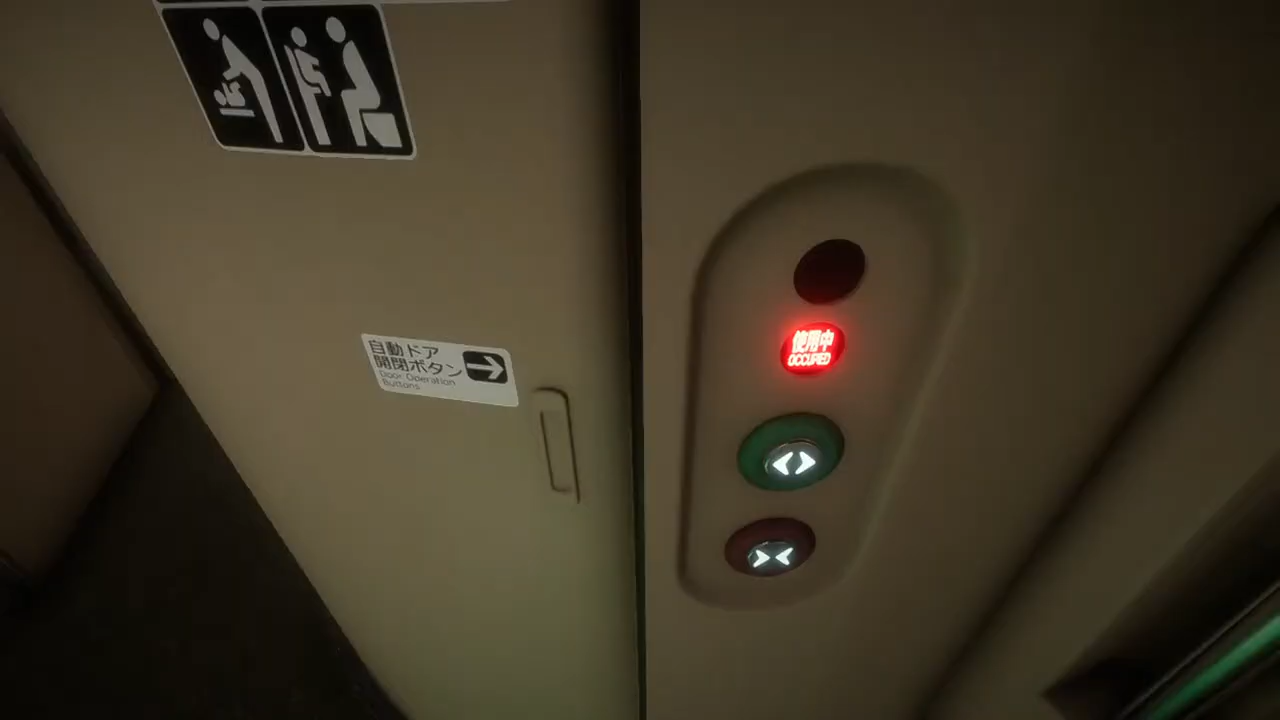 自動ドア
開閉ボタン
Door Operation
Buttons
使用中
OCCUPIED